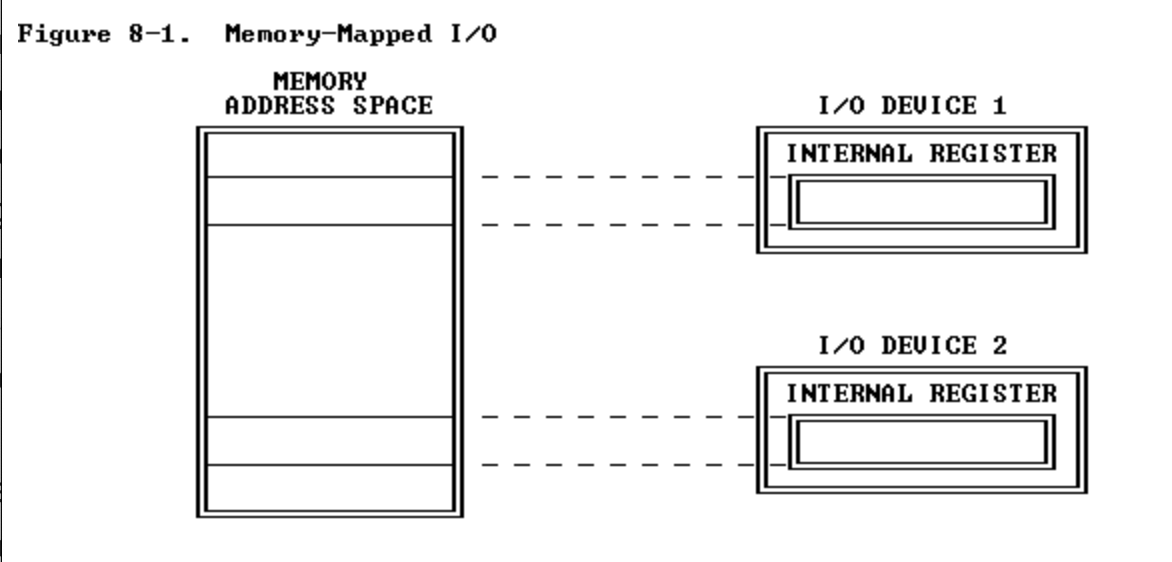 Figure 8-1. Memory-Mapped I/O
MEMORY
ADDRESS SPACE
I/O DEVICE 1
INTERNAL REGISTER
I/O DEVICE 2
INTERNAL REGISTER